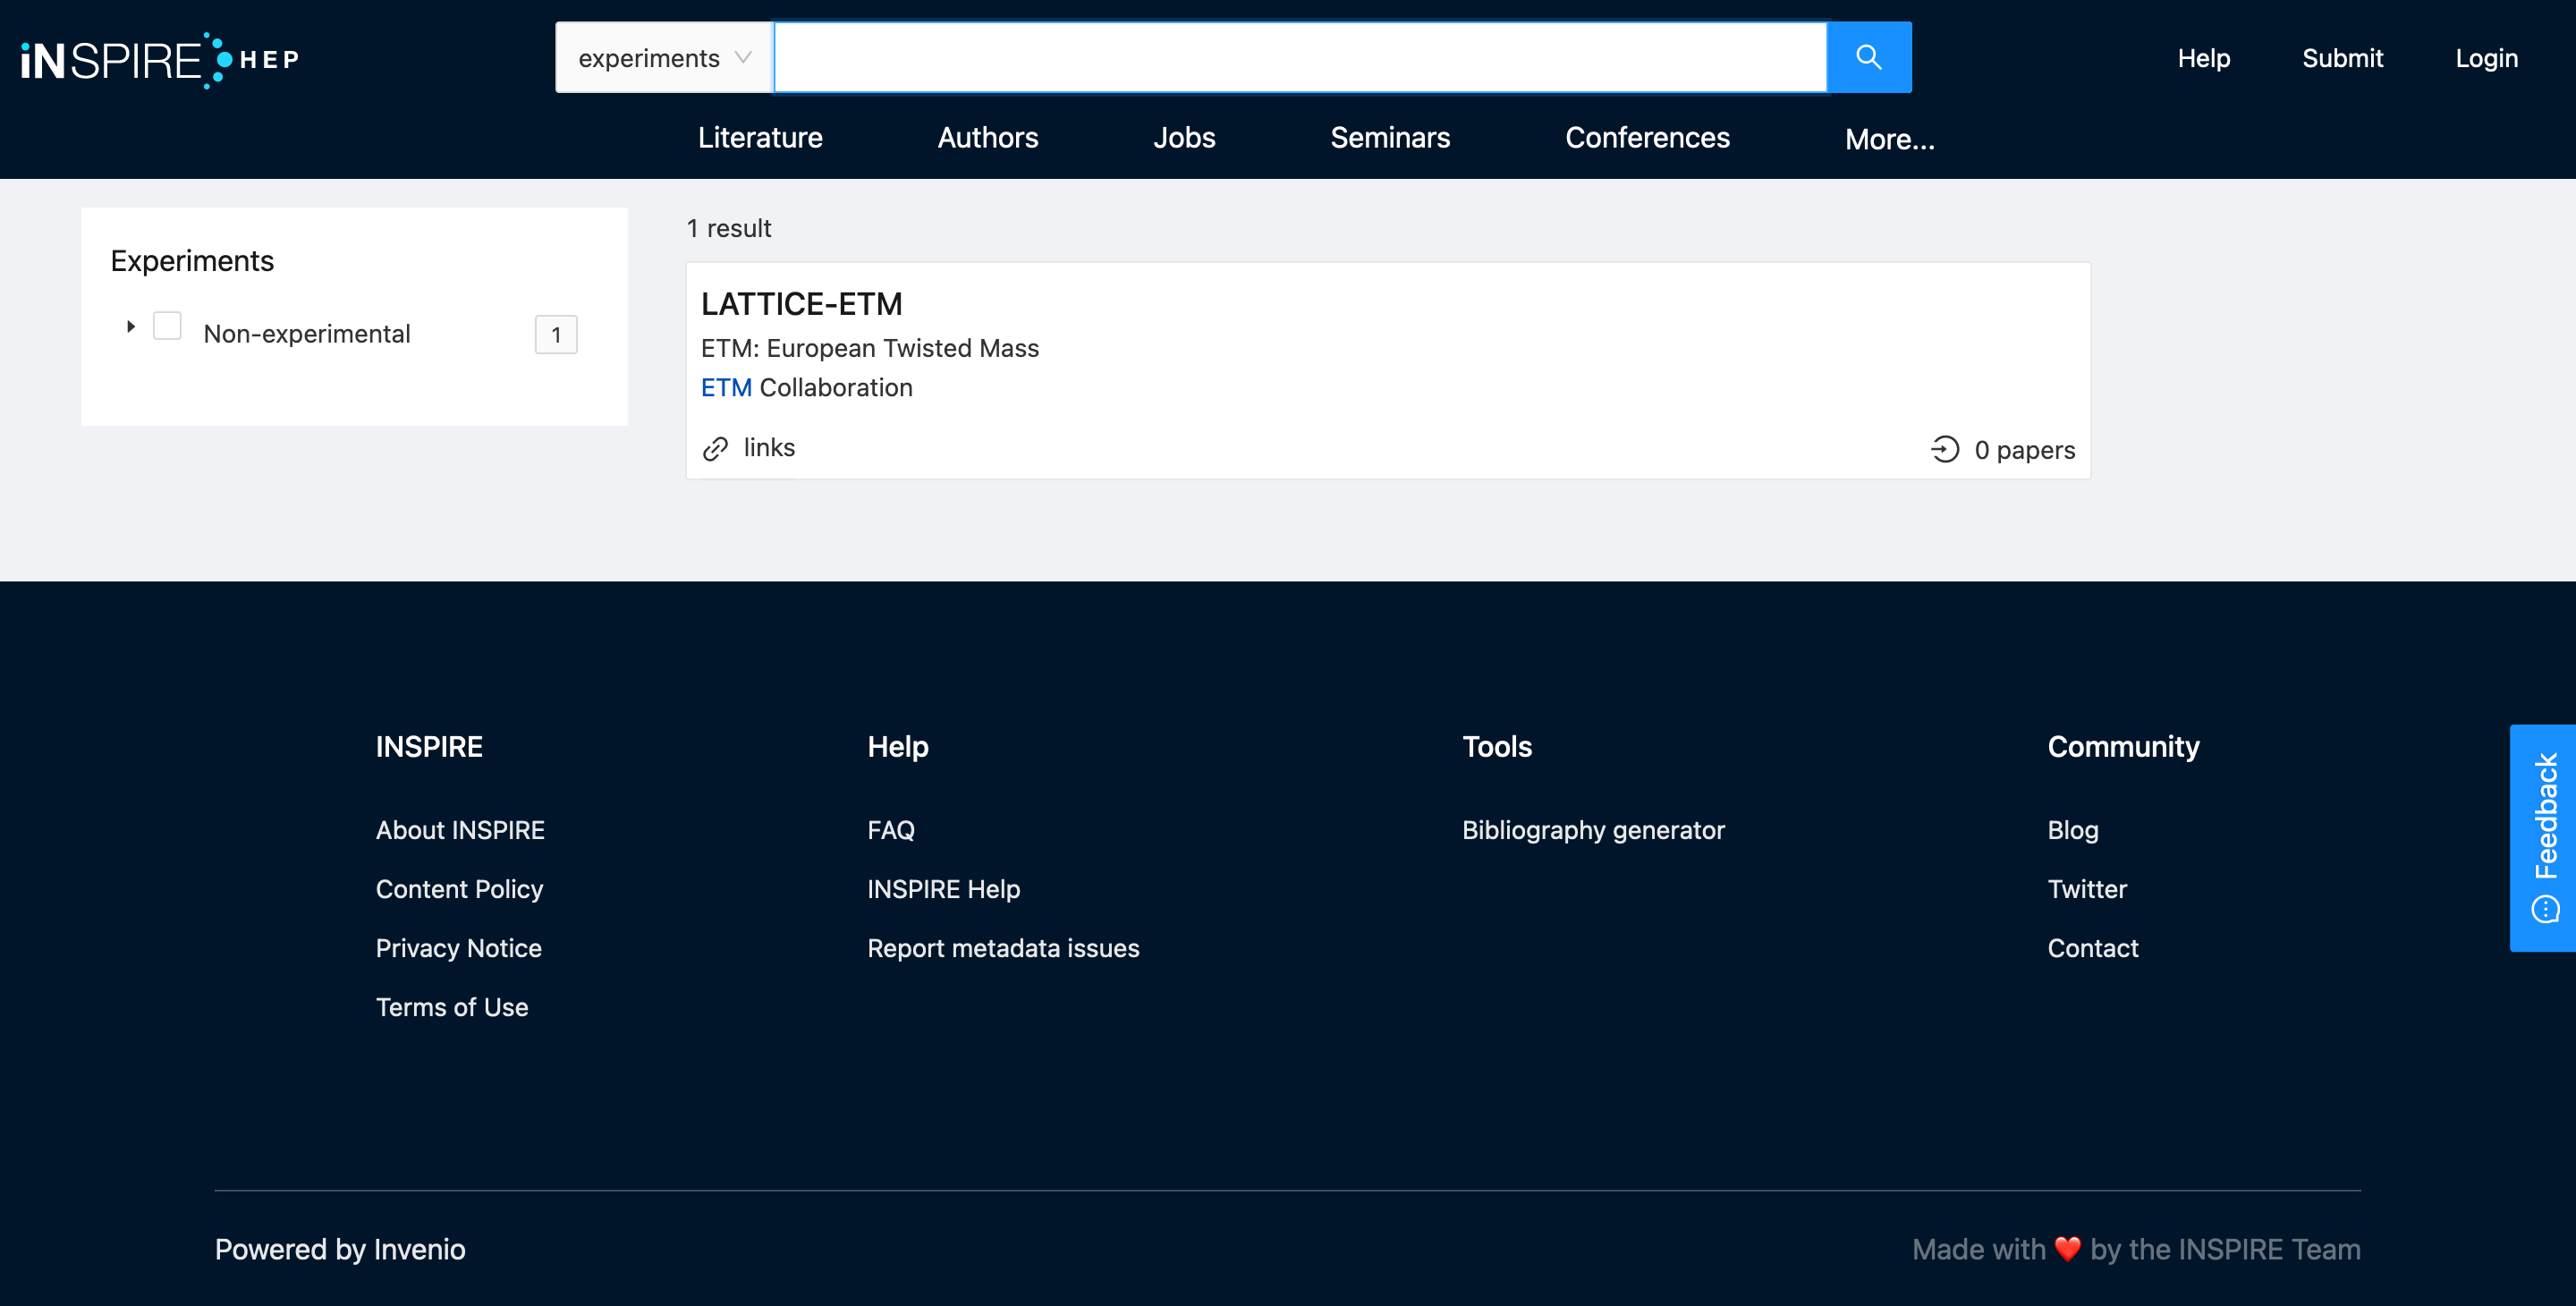 iNSPIRE HEP
experiments
Help
Submit
Login
Literature
Authors
Jobs
Seminars
Conferences
More...
Experiments
Non-experimental
1
1 result
LATTICE-ETM
ETM: European Twisted Mass
ETM Collaboration
links
0 papers
INSPIRE
About INSPIRE
Content Policy
Privacy Notice
Terms of Use
Help
FAQ
INSPIRE Help
Report metadata issues
Tools
Bibliography generator
Community
Blog
Twitter
Contact
Feedback
Powered by Invenio
Made with ❤️ by the INSPIRE Team